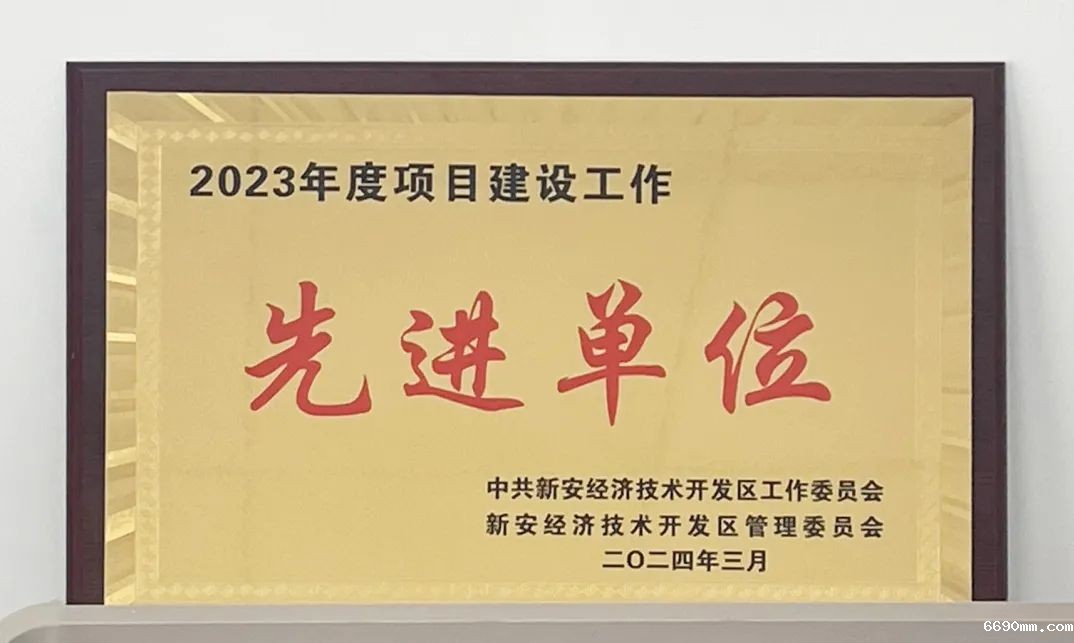 2023年度项目建设工作
先进单位
中共新安经济技术开发区工作委员会
新安经济技术开发区管理委员会
二〇二四年三月
6690mm.com